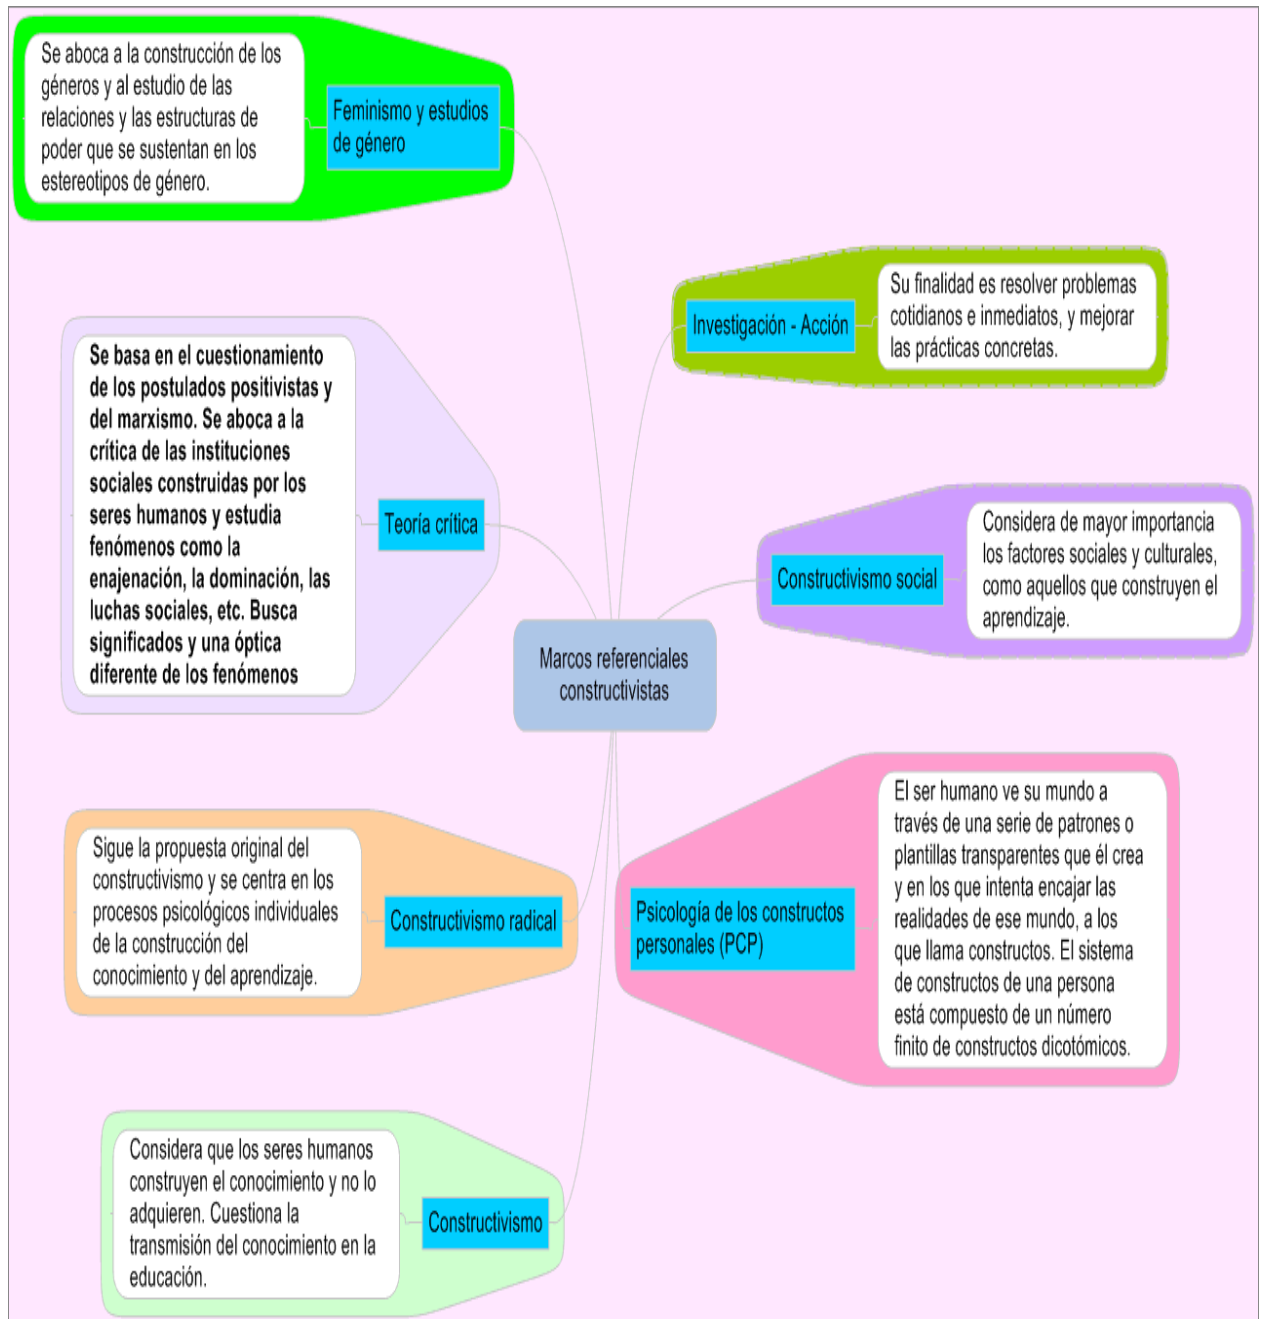 Se aboca a la construcción de los
géneros y al estudio de las
relaciones y las estructuras de
poder que se sustentan en los
estereotipos de género.
Feminismo y estudios
de género
Investigación - Acción
Su finalidad es resolver problemas
cotidianos e inmediatos, y mejorar
las prácticas concretas.
Se basa en el cuestionamiento
de los postulados positivistas y
del marxismo. Se aboca a la
crítica de las instituciones
sociales construidas por los
seres humanos y estudia
fenómenos como la
enajenación, la dominación, las
luchas sociales, etc. Busca
significados y una óptica
diferente de los fenómenos
Teoría crítica
Constructivismo social
Considera de mayor importancia
los factores sociales y culturales,
como aquellos que construyen el
aprendizaje.
Marcos referenciales
constructivistas
Sigue la propuesta original del
constructivismo y se centra en los
procesos psicológicos individuales
de la construcción del
conocimiento y del aprendizaje.
Constructivismo radical
Psicología de los constructos
personales (PCP)
El ser humano ve su mundo a
través de una serie de patrones o
plantillas transparentes que él crea
y en los que intenta encajar las
realidades de ese mundo, a los
que llama constructos. El sistema
de constructos de una persona
está compuesto de un número
finito de constructos dicotómicos.
Considera que los seres humanos
construyen el conocimiento y no lo
adquieren. Cuestiona la
transmisión del conocimiento en la
educación.
Constructivismo